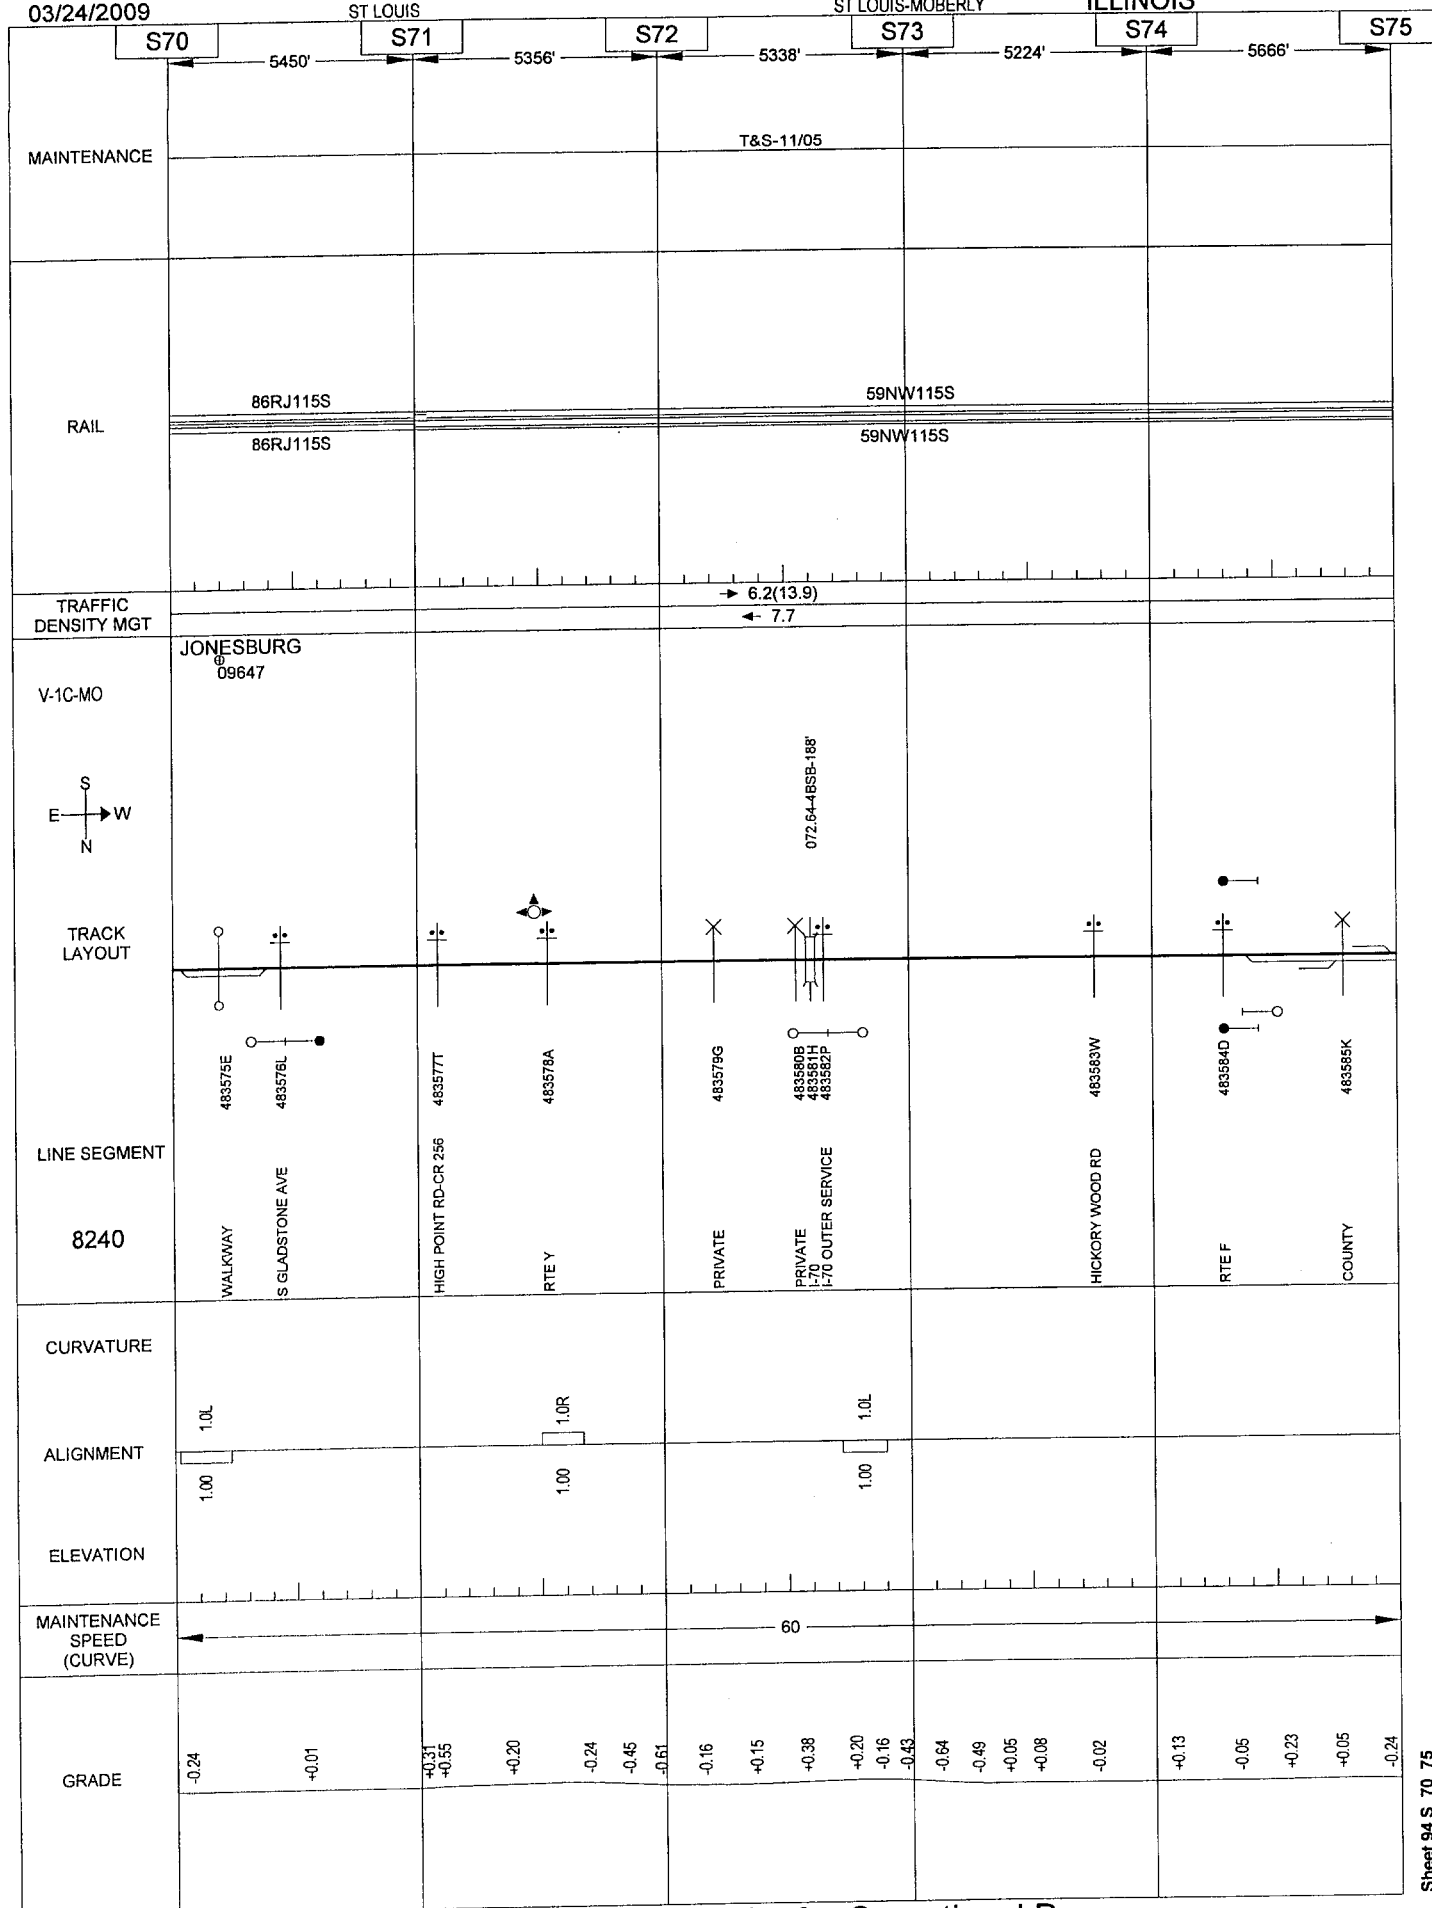 03/24/2009
ST LOUIS
ST LOUIS-MOBERLY
ILLINOIS
S70
S71
S72
S73
S74
S75
5450'
5356'
5338'
5224'
5666'
MAINTENANCE
T&S-11/05
RAIL
86RJ115S
59NW115S
86RJ115S
59NW115S
TRAFFIC
DENSITY MGT
6.2(13.9)
7.7
JONESBURG
09647
V-1C-MO
S
E
W
N
072.64-4BSB-188'
TRACK
LAYOUT
483575E
483576L
483577T
483578A
483579G
483580B
483581H
483582P
483583W
483584D
483585K
LINE SEGMENT
8240
WALKWAY
S GLADSTONE AVE
HIGH POINT RD-CR 256
RTE Y
PRIVATE
PRIVATE
I-70
I-70 OUTER SERVICE
HICKORY WOOD RD
RTE F
COUNTY
CURVATURE
1.0L
1.0R
1.0L
ALIGNMENT
1.00
1.00
1.00
ELEVATION
MAINTENANCE
SPEED
(CURVE)
60
GRADE
-0.24
+0.01
+0.31
+0.55
+0.20
-0.24
-0.45
-0.61
-0.16
+0.15
+0.38
+0.20
-0.16
-0.43
-0.64
-0.49
+0.05
+0.08
-0.02
+0.13
-0.05
+0.23
+0.05
-0.24
Sheet 94 S 70 75